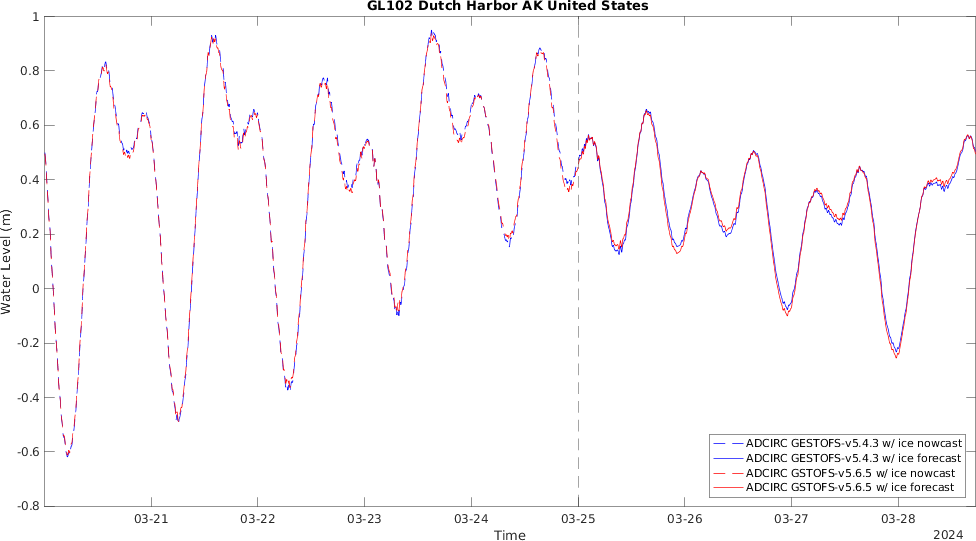 GL102 Dutch Harbor AK United States
1
0.8
0.6
0.4
0.2
0
-0.2
-0.4
-0.6
-0.8
Water Level (m)
ADCIRC GESTOFS-v5.4.3 w/ ice nowcast
ADCIRC GESTOFS-v5.4.3 w/ ice forecast
ADCIRC GSTOFS-v5.6.5 w/ ice nowcast
ADCIRC GSTOFS-v5.6.5 w/ ice forecast
03-21 03-22 03-23 03-24 03-25 03-26 03-27 03-28
Time
2024